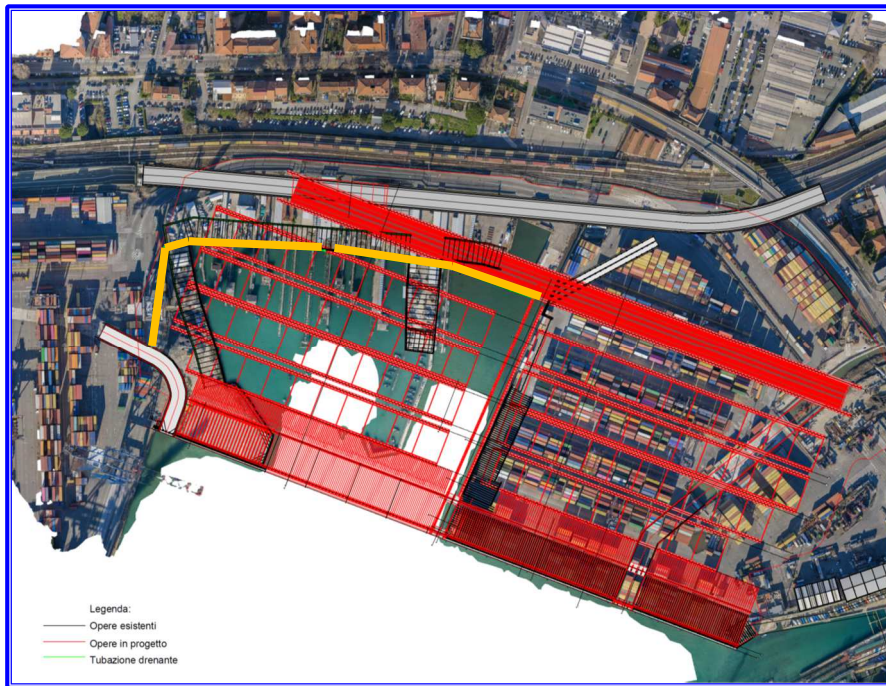 Legenda:
Opere esistenti
Opere in progetto
Tubazione drenante